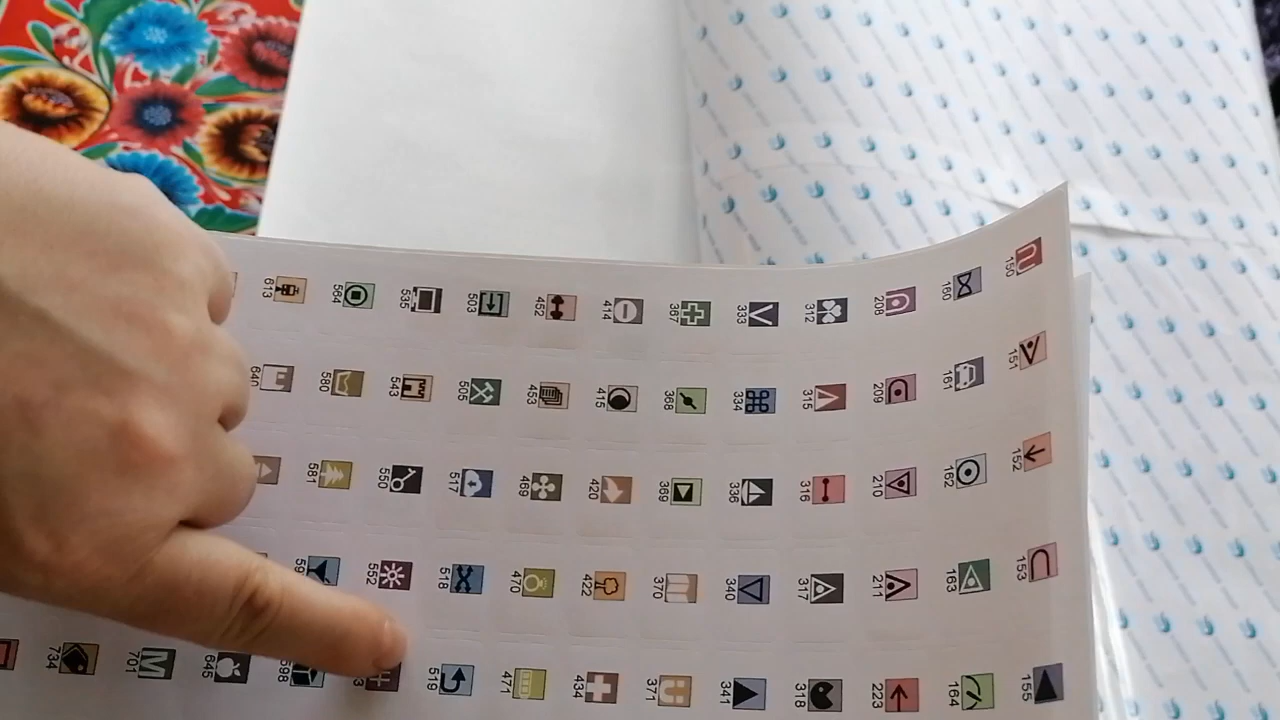 150 151 152 153 155
160 161 162 163 164
208 209 210 211 223
312 315 316 317 318
333 334 336 340 341
367 368 369 370 371
414 415 420 422 434
452 453 469 470 471
503 505 517 518 519
535 543 550 552
564 580 581 598
613 640 645
701
734